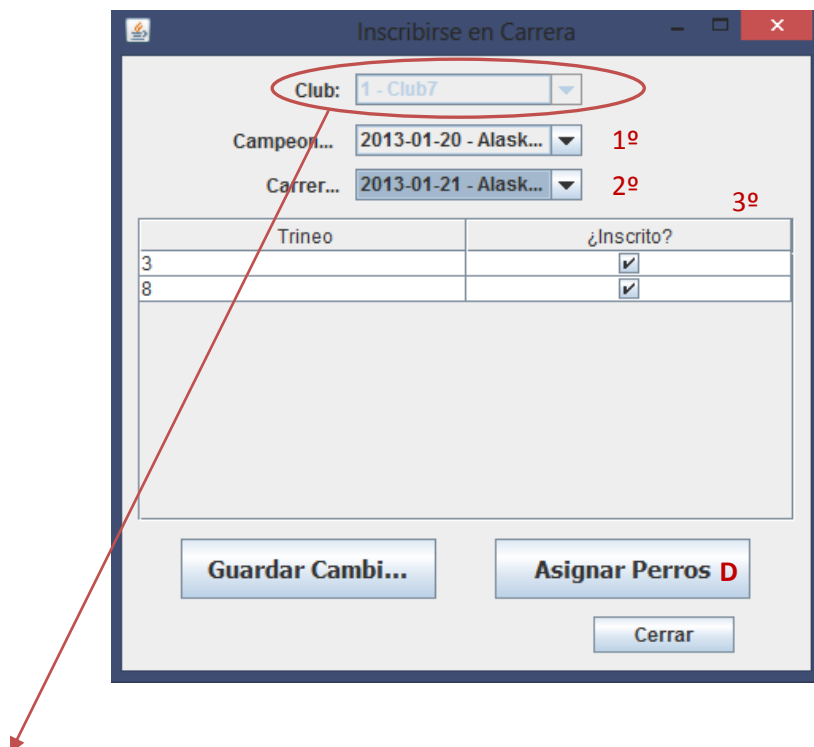 Inscribirse en Carrera
Club: 1 - Club7
Campeon... 2013-01-20 - Alask... 1º
Carrer... 2013-01-21 - Alask... 2º
3º
Trineo ¿Inscrito?
3
8
Guardar Cambi... Asignar Perros D
Cerrar